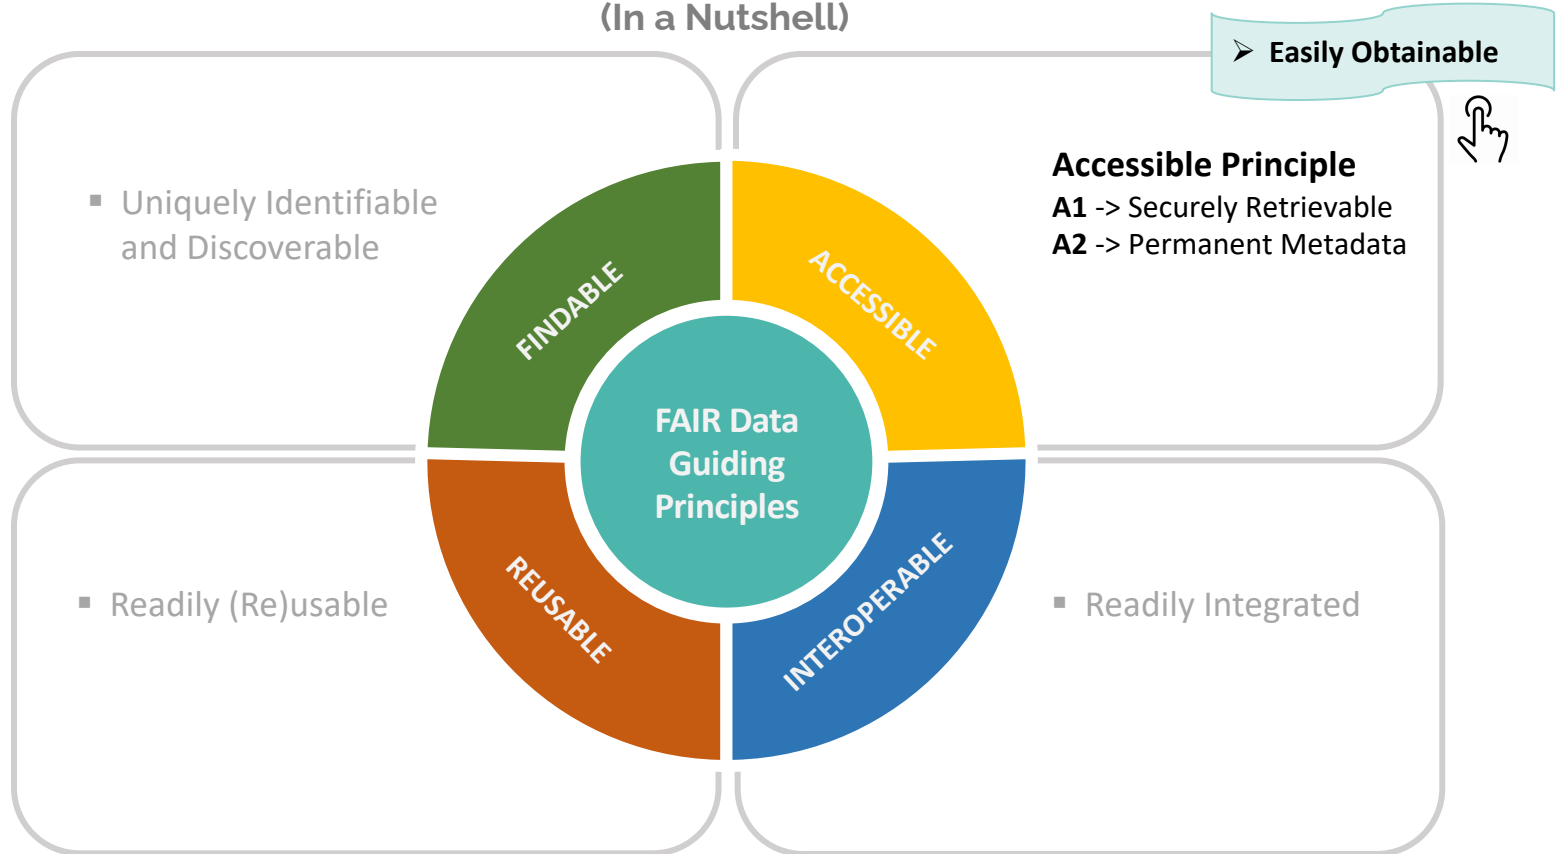 (In a Nutshell)
➢ Easily Obtainable
▪ Uniquely Identifiable
and Discoverable
Accessible Principle
A1 -> Securely Retrievable
A2 -> Permanent Metadata
FINDABLE
ACCESSIBLE
FAIR Data
Guiding
Principles
REUSABLE
INTEROPERABLE
▪ Readily (Re)usable
▪ Readily Integrated